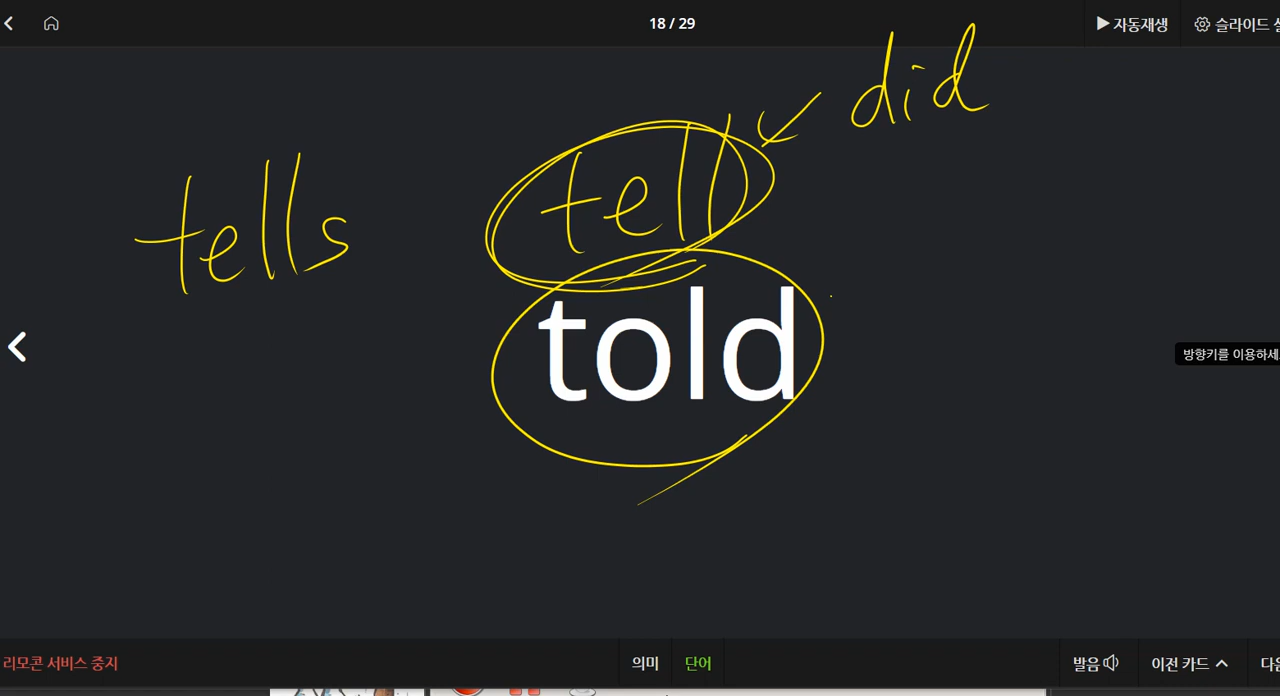 18 / 29
▶ 자동재생
슬라이드
did
tell
tells
told
방향키를 이용하세
리모콘 서비스 중지
의미
단어
발음
이전 카드
다음